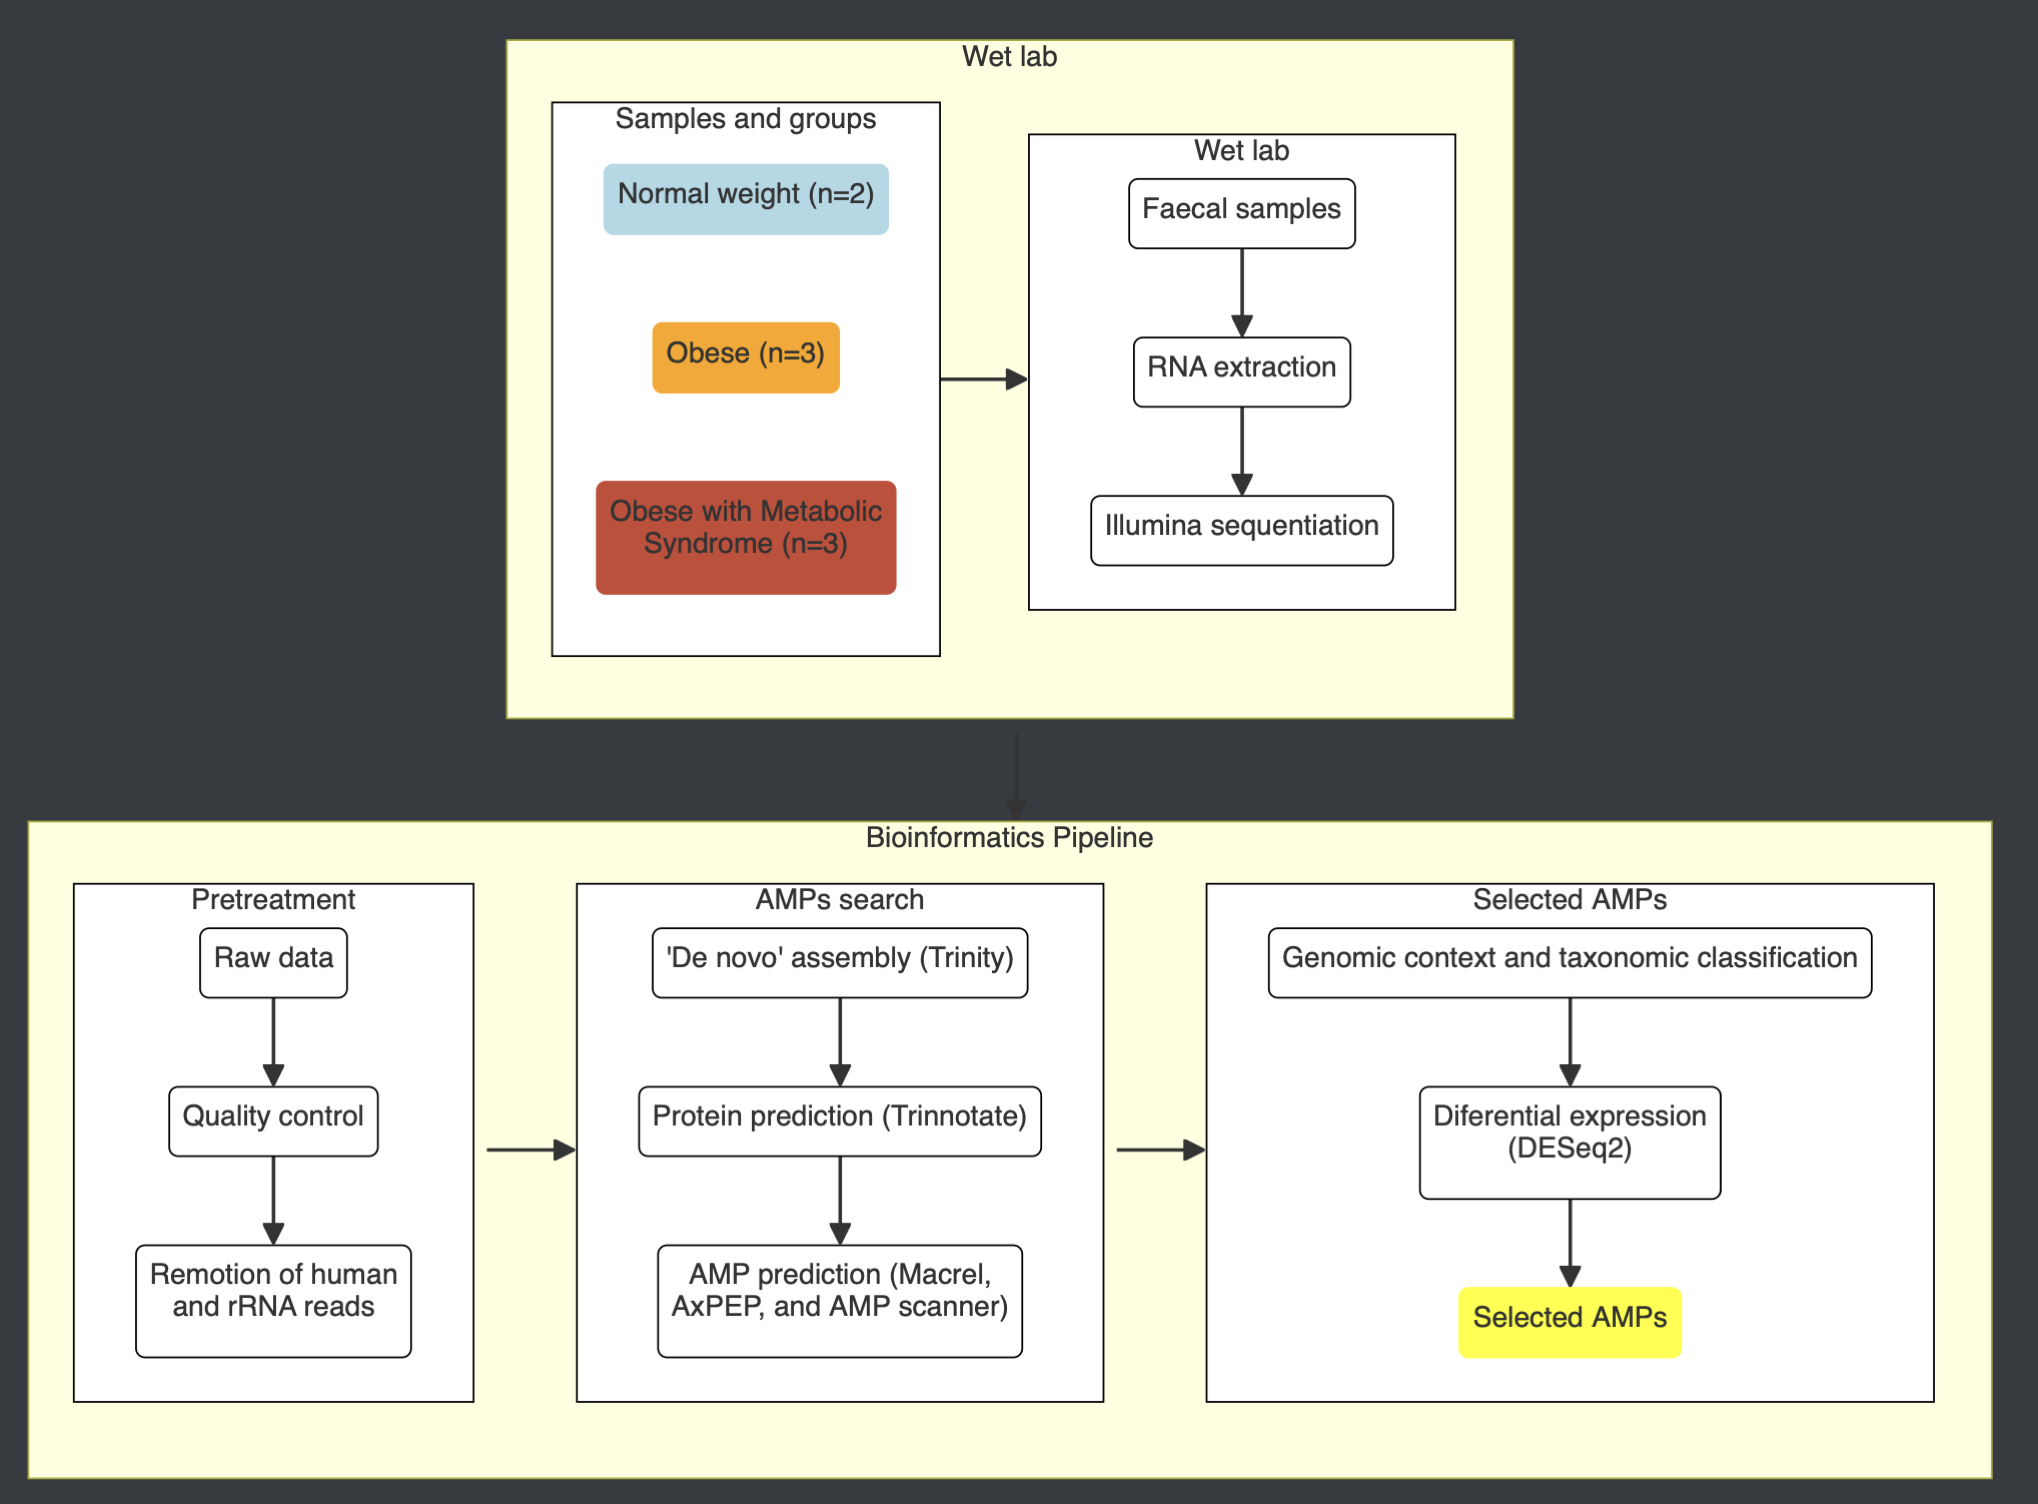 Wet lab
Samples and groups
Normal weight (n=2)
Obese (n=3)
Obese with Metabolic
Syndrome (n=3)
Wet lab
Faecal samples
RNA extraction
Illumina sequentiation
Bioinformatics Pipeline
Pretreatment
Raw data
Quality control
Remotion of human
and rRNA reads
AMPs search
'De novo' assembly (Trinity)
Protein prediction (Trinnotate)
AMP prediction (Macrel,
AxPEP, and AMP scanner)
Selected AMPs
Genomic context and taxonomic classification
Diferential expression
(DESeq2)
Selected AMPs